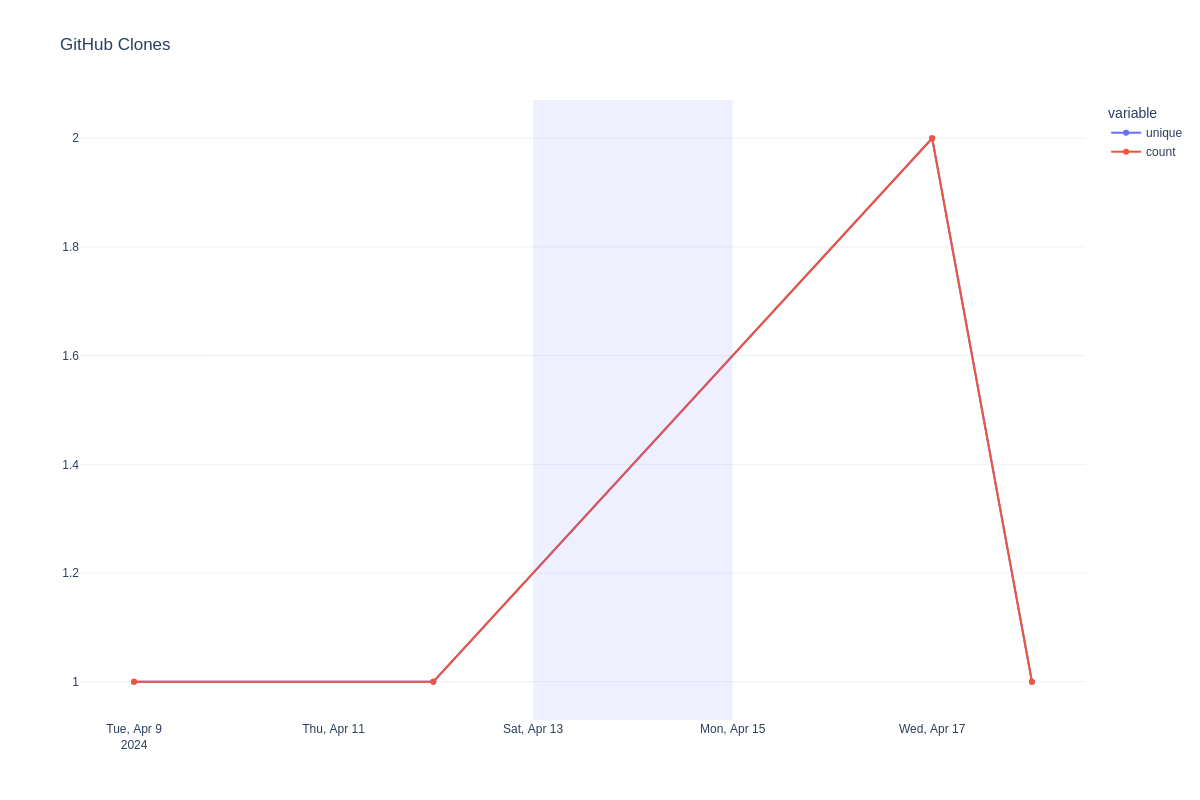 GitHub Clones
variable
unique
count
2
1.8
1.6
1.4
1.2
1
Tue, Apr 9
2024
Thu, Apr 11
Sat, Apr 13
Mon, Apr 15
Wed, Apr 17